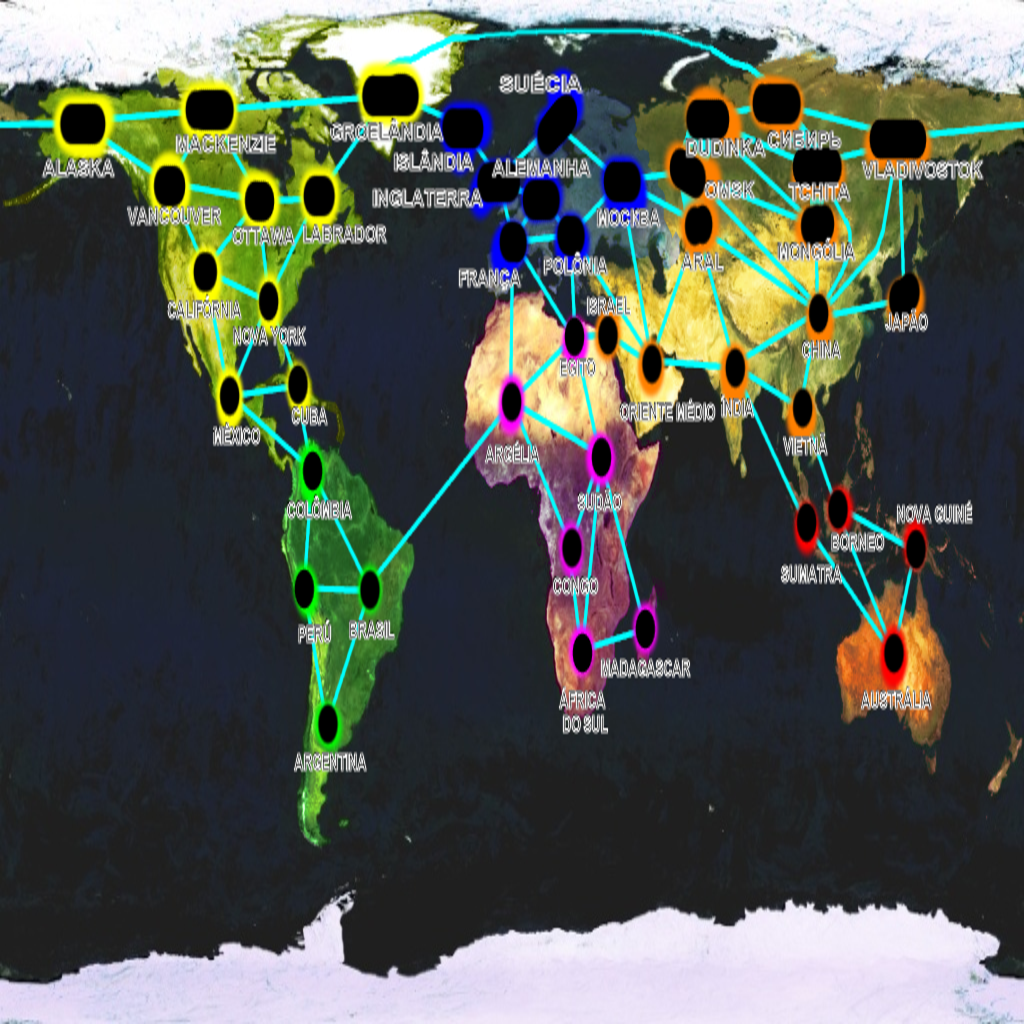 SUÉCIA
GROELÂNDIA
MACKENZIE
DUDINKA
СИБИРЬ
ALASKA
ISLÂNDIA
ALEMANHA
VLADIVOSTOK
INGLATERRA
OMSK
TCHITA
VANCOUVER
OTTAWA
LABRADOR
МОСКВА
FRANÇA
POLÔNIA
ARAL
MONGÓLIA
CALIFÓRNIA
NOVA YORK
ISRAEL
JAPÃO
EGITO
CHINA
MÉXICO
CUBA
ORIENTE MÉDIO
ÍNDIA
ARGÉLIA
VIETNÃ
COLÔMBIA
SUDÃO
NOVA GUINÉ
BORNEO
SUMATRA
CONGO
PERÚ
BRASIL
MADAGASCAR
ÁFRICA
DO SUL
AUSTRÁLIA
ARGENTINA